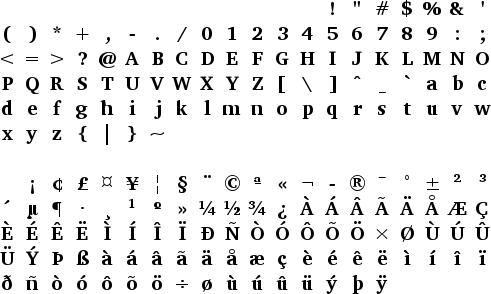 ! " # $ % & '
( ) * + , - . / 0 1 2 3 4 5 6 7 8 9 : ;
< = > ? @ A B C D E F G H I J K L M N O
P Q R S T U V W X Y Z [ \ ] ^ _ ` a b c
d e f g h i j k l m n o p q r s t u v w
x y z { | } ~
¡ ¢ £ ¤ ¥ ¦ § ¨ © ª « ¬ - ® ¯ ° ± ² ³
´ µ ¶ · ¸ ¹ º » ¼ ½ ¾ ¿ À Á Â Ã Ä Å Æ Ç
È É Ê Ë Ì Í Î Ï Ð Ñ Ò Ó Ô Õ Ö × Ø Ù Ú Û
Ü Ý Þ ß à á â ã ä å æ ç è é ê ë ì í î ï
ð ñ ò ó ô õ ö ÷ ø ù ú û ü ý þ ÿ